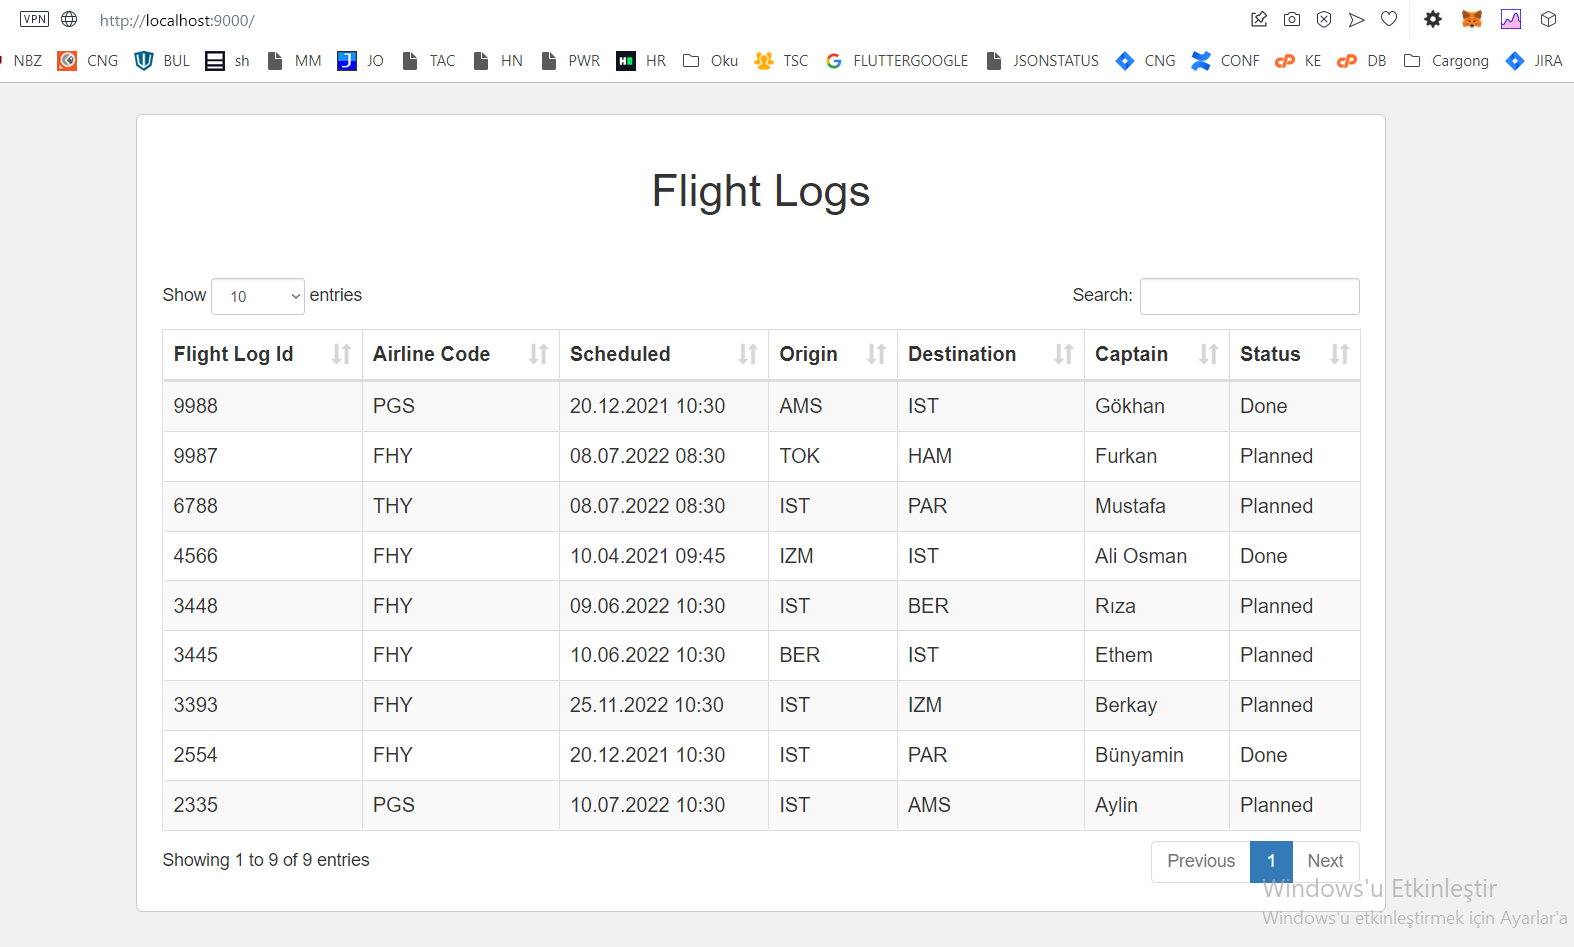 VPN http://localhost:9000/
NBZ CNG BUL sh MM JO TAC HN PWR HR Oku TSC FLUTTERGOOGLE JSONSTATUS CNG CONF KE DB Cargong JIRA
Flight Logs
Show 10 entries Search:
Flight Log Id Airline Code Scheduled Origin Destination Captain Status
9988 PGS 20.12.2021 10:30 AMS IST Gökhan Done
9987 FHY 08.07.2022 08:30 TOK HAM Furkan Planned
6788 THY 08.07.2022 08:30 IST PAR Mustafa Planned
4566 FHY 10.04.2021 09:45 IZM IST Ali Osman Done
3448 FHY 09.06.2022 10:30 IST BER Rıza Planned
3445 FHY 10.06.2022 10:30 BER IST Ethem Planned
3393 FHY 25.11.2022 10:30 IST IZM Berkay Planned
2554 FHY 20.12.2021 10:30 IST PAR Bünyamin Done
2335 PGS 10.07.2022 10:30 IST AMS Aylin Planned
Showing 1 to 9 of 9 entries Previous 1 Next
Windows'u Etkinleştir
Windows'u etkinleştirmek için Ayarlar'a